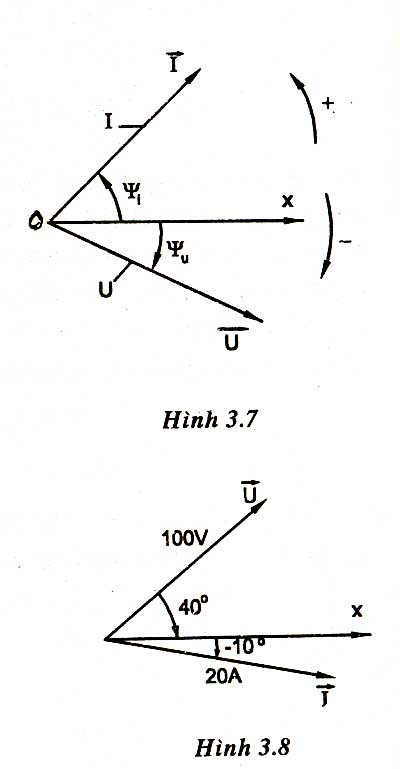 I⃗
I
+
Ψᵢ
O
x
Ψᵤ
−
U
U⃗
Hình 3.7
U⃗
100V
40°
x
-10°
20A
J⃗
Hình 3.8